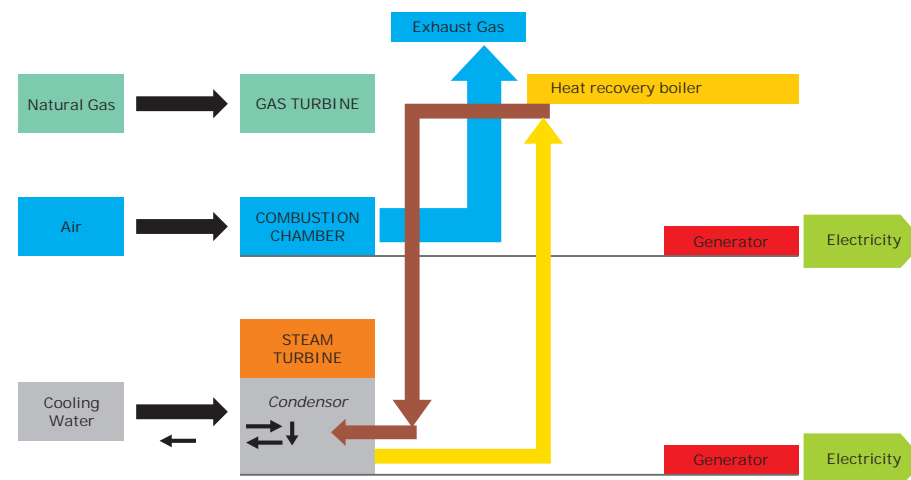 Exhaust Gas
Natural Gas
GAS TURBINE
Heat recovery boiler
Air
COMBUSTION
CHAMBER
Generator
Electricity
STEAM
TURBINE
Cooling
Water
Condensor
Generator
Electricity